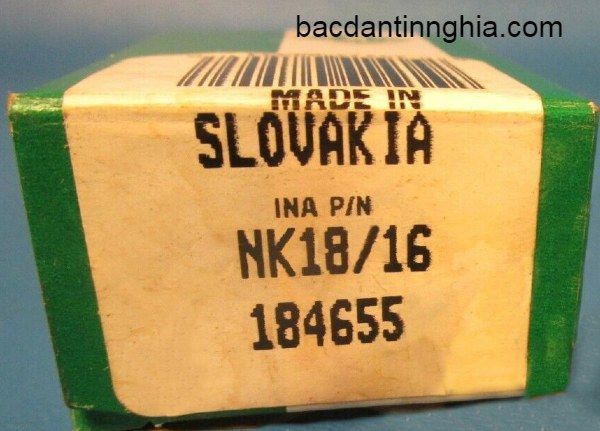 bacdantinnghia.com
MADE IN
SLOVAKIA
INA P/N
NK18/16
184655